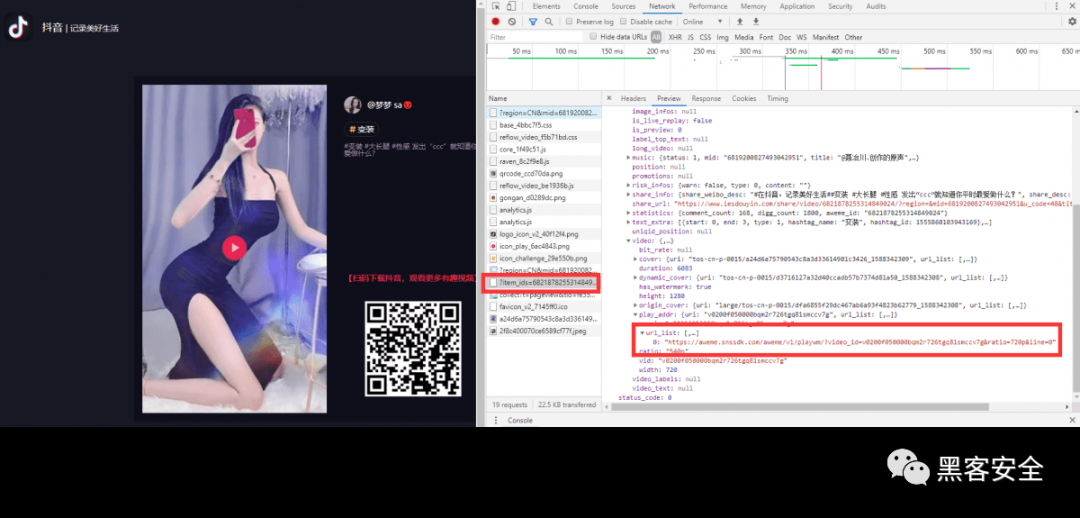 抖音 | 记录美好生活
@梦梦 sa
# 变装
#变装 #大长腿 #性感 发出“ccc”就知道你
爱做什么?
【扫码下载抖音,观看更多有趣视频】
Elements Console Sources Network Performance Memory Application Security Audits
Preserve log Disable cache Online
Filter
Hide data URLs All XHR JS CSS Img Media Font Doc WS Manifest Other
50 ms 100 ms 150 ms 200 ms 250 ms 300 ms 350 ms 400 ms 450 ms 500 ms 550 ms 600 ms 650
Name
?region=CN&mid=681920082...
base_4bbc7f5.css
reflow_video_f5b71bd.css
core_1f49c51.js
raven_8c2f9e8.js
qrcode_ccd70da.png
reflow_video_be1936b.js
gongan_d0289dc.png
analytics.js
analytics.js
logo_icon_v2_40f12f4.png
icon_play_6ac4843.png
icon_challenge_29e550b.png
?region=CN&mid=681920082...
?item_ids=6821878255314849...
favicon_v2_7145ff0.ico
a24d6a75790543c8a3d336149...
2f8c400070ce6589cf77f.jpeg
19 requests 22.5 KB transferred
Headers Preview Response Cookies Timing
image_infos: null
is_live_replay: false
is_preview: 0
label_top_text: null
long_video: null
music: {status: 1, mid: "6819200827493042951", title: "@聂冶川.创作的原声",…}
position: null
promotions: null
risk_infos: {warn: false, type: 0, content: ""}
share_info: {share_weibo_desc: "#在抖音,记录美好生活##变装 #大长腿 #性感 发出“ccc”就知道你平时最爱做什么?", share_desc:
share_url: "https://www.iesdouyin.com/share/video/6821878255314849024/?region=&mid=6819200827493042951&u_code=48&tit
statistics: {comment_count: 168, digg_count: 1800, aweme_id: "6821878255314849024"}
text_extra: [{start: 0, end: 3, type: 1, hashtag_name: "变装", hashtag_id: 1555868103943169},…]
uniqid_position: null
video: {,…}
bit_rate: null
cover: {uri: "tos-cn-p-0015/a24d6a75790543c8a3d33614901c3426_1588342309", url_list: [,…]}
duration: 6083
dynamic_cover: {uri: "tos-cn-p-0015/d3716127a32d40ccadb57b7374d81a50_1588342308", url_list: [,…]}
has_watermark: true
height: 1280
origin_cover: {uri: "large/tos-cn-p-0015/dfa6855f29dc467ab6a93f4823b62779_1588342308", url_list: [,…]}
play_addr: {uri: "v0200f050000bqm2r726tgq81smccv7g", url_list: [,…]}
url_list: [,…]
0: "https://aweme.snssdk.com/aweme/v1/playwm/?video_id=v0200f050000bqm2r726tgq81smccv7g&ratio=720p&line=0"
ratio: "540p"
vid: "v0200f050000bqm2r726tgq81smccv7g"
width: 720
video_labels: null
video_text: null
status_code: 0
Console
黑客安全